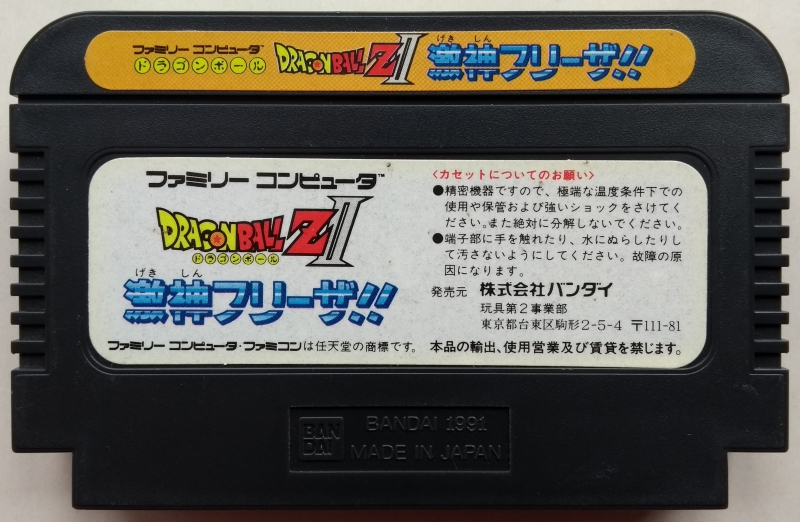 ファミリー コンピュータ™
ドラゴンボール
DRAGON BALL Z II
げき しん
激神フリーザ!!
ファミリー コンピュータ™
DRAGON BALL Z II
ドラゴンボール
げき しん
激神フリーザ!!
ファミリー コンピュータ・ファミコンは任天堂の商標です。
〈カセットについてのお願い〉
●精密機器ですので、極端な温度条件下での
使用や保管および強いショックをさけてく
ださい。また絶対に分解しないでください。
●端子部に手を触れたり、水にぬらしたりし
て汚さないようにしてください。故障の原
因になります。
発売元 株式会社バンダイ
玩具第2事業部
東京都台東区駒形2-5-4 〒111-81
本品の輸出、使用営業及び賃貸を禁じます。
BAN
DAI
BANDAI 1991
MADE IN JAPAN